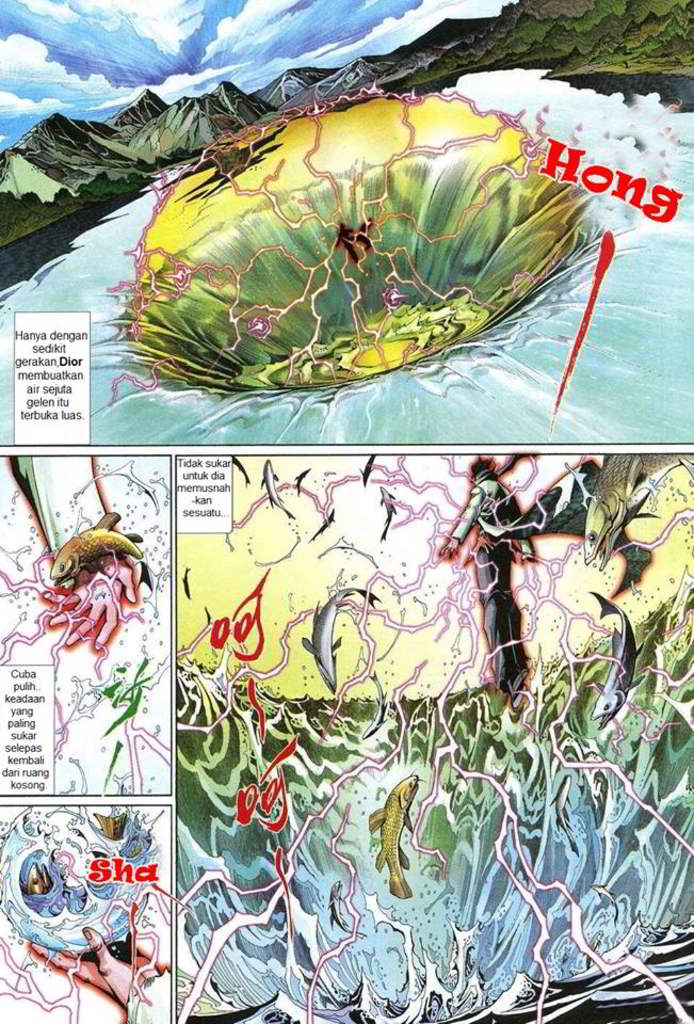 Hong
Hanya dengan
sedikit
gerakan,Dior
membuatkan
air sejuta
gelen itu
terbuka luas.
Tidak sukar
untuk dia
memusnah
-kan
sesuatu...
Cuba
pulih..
keadaan
yang
paling
sukar
selepas
kembali
dari ruang
kosong.
Sha